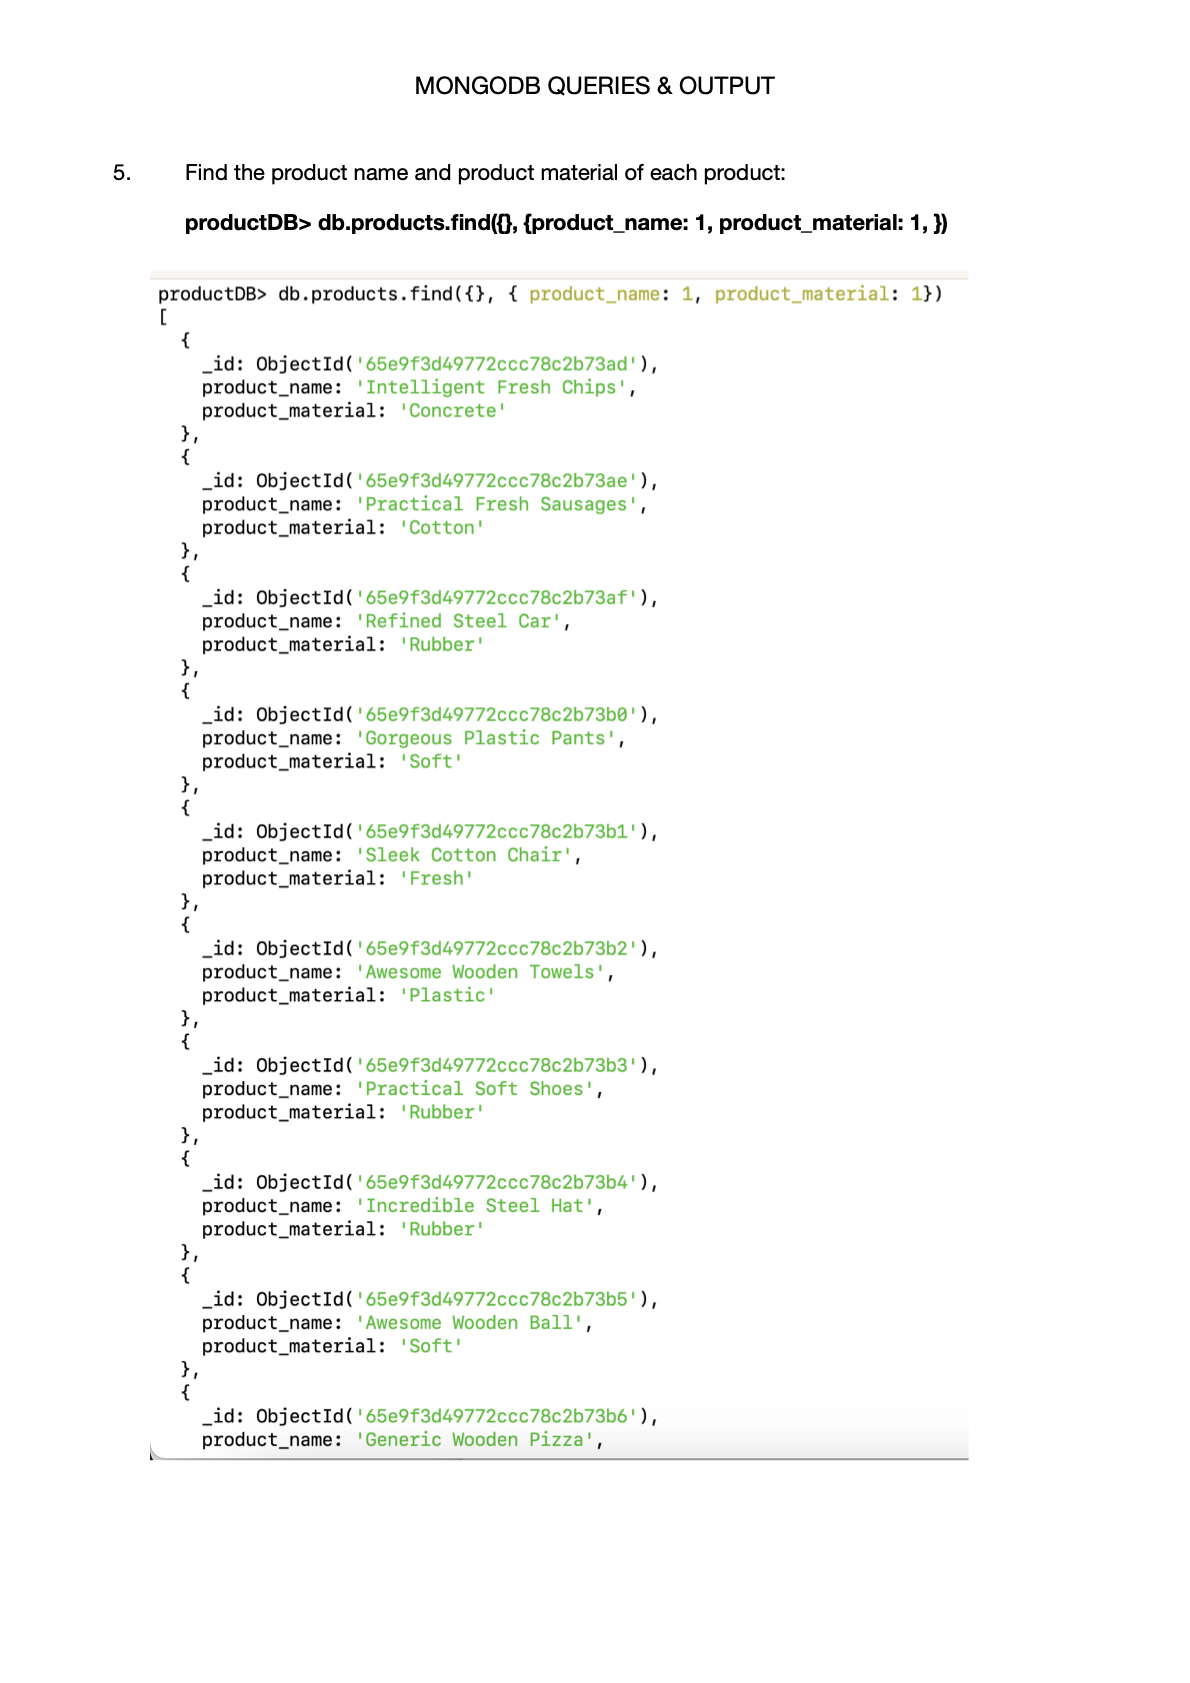 MONGODB QUERIES & OUTPUT
5. Find the product name and product material of each product:
productDB> db.products.find({}, {product_name: 1, product_material: 1, })
productDB> db.products.find({}, { product_name: 1, product_material: 1})
[
{
_id: ObjectId('65e9f3d49772ccc78c2b73ad'),
product_name: 'Intelligent Fresh Chips',
product_material: 'Concrete'
},
{
_id: ObjectId('65e9f3d49772ccc78c2b73ae'),
product_name: 'Practical Fresh Sausages',
product_material: 'Cotton'
},
{
_id: ObjectId('65e9f3d49772ccc78c2b73af'),
product_name: 'Refined Steel Car',
product_material: 'Rubber'
},
{
_id: ObjectId('65e9f3d49772ccc78c2b73b0'),
product_name: 'Gorgeous Plastic Pants',
product_material: 'Soft'
},
{
_id: ObjectId('65e9f3d49772ccc78c2b73b1'),
product_name: 'Sleek Cotton Chair',
product_material: 'Fresh'
},
{
_id: ObjectId('65e9f3d49772ccc78c2b73b2'),
product_name: 'Awesome Wooden Towels',
product_material: 'Plastic'
},
{
_id: ObjectId('65e9f3d49772ccc78c2b73b3'),
product_name: 'Practical Soft Shoes',
product_material: 'Rubber'
},
{
_id: ObjectId('65e9f3d49772ccc78c2b73b4'),
product_name: 'Incredible Steel Hat',
product_material: 'Rubber'
},
{
_id: ObjectId('65e9f3d49772ccc78c2b73b5'),
product_name: 'Awesome Wooden Ball',
product_material: 'Soft'
},
{
_id: ObjectId('65e9f3d49772ccc78c2b73b6'),
product_name: 'Generic Wooden Pizza',